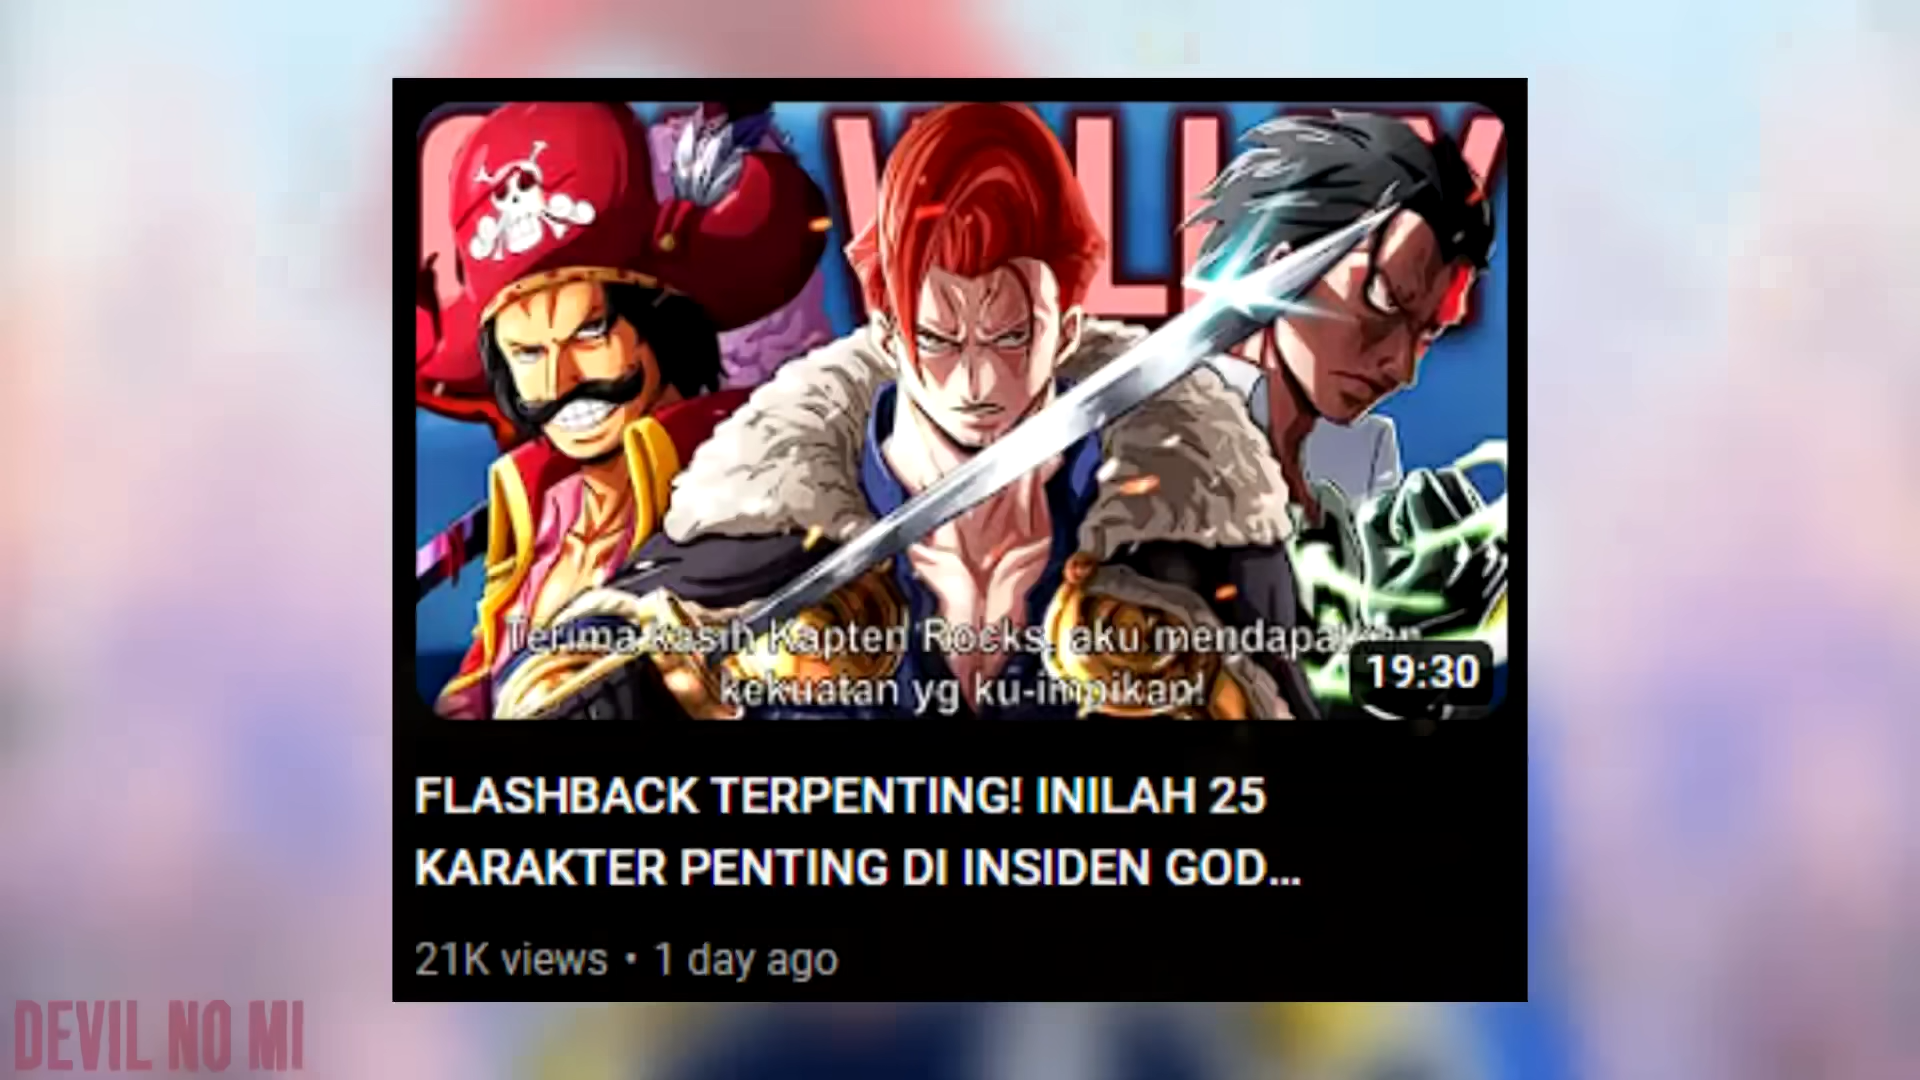 Terima kasih Kapten Rocks, aku mendapatkan
kekuatan yg ku-impikan!
19:30
FLASHBACK TERPENTING! INILAH 25
KARAKTER PENTING DI INSIDEN GOD...
21K views • 1 day ago
DEVIL NO MI